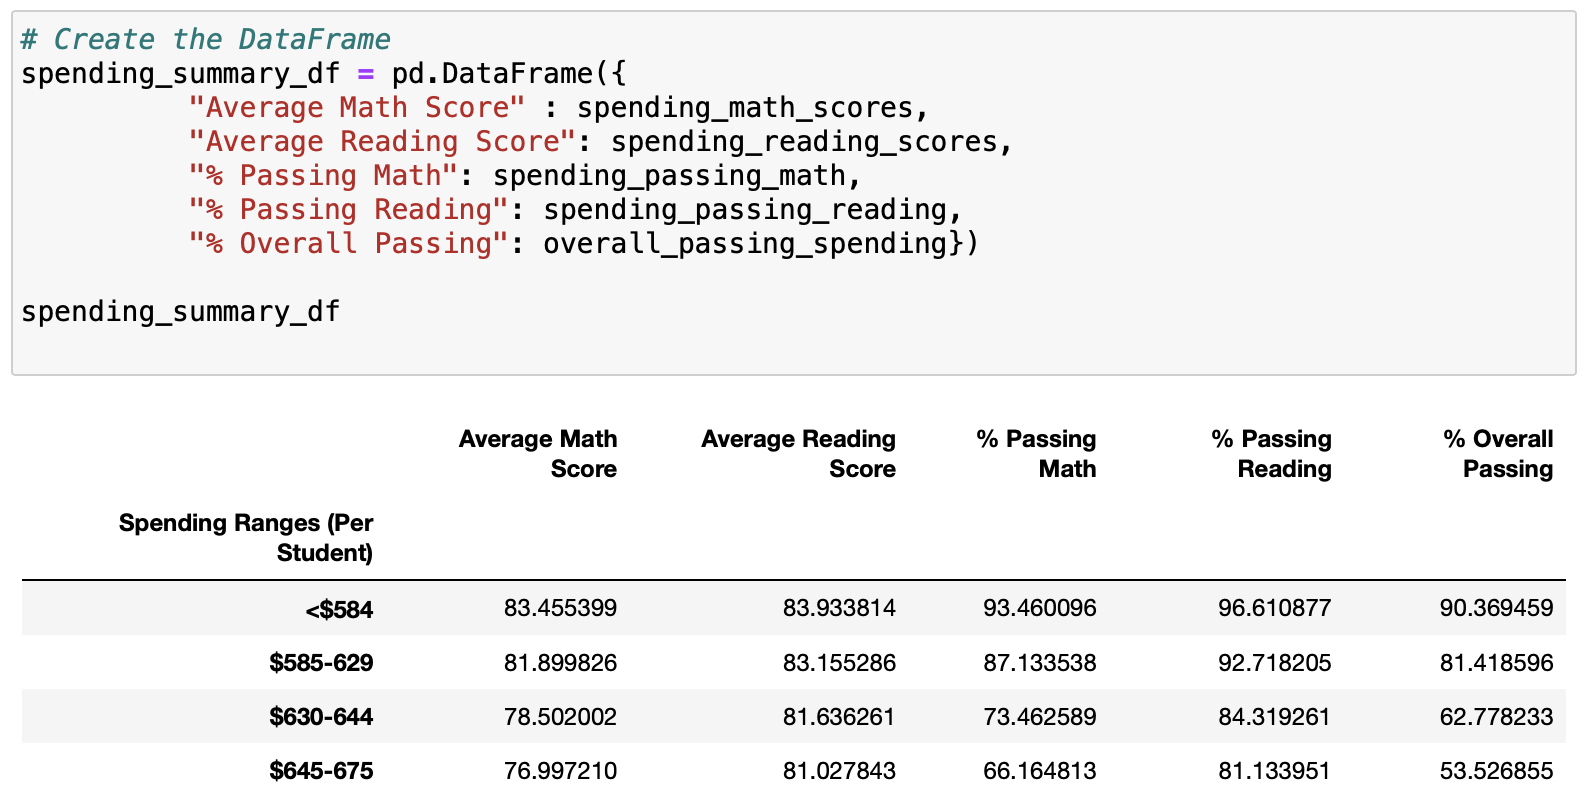 # Create the DataFrame
spending_summary_df = pd.DataFrame({
"Average Math Score" : spending_math_scores,
"Average Reading Score": spending_reading_scores,
"% Passing Math": spending_passing_math,
"% Passing Reading": spending_passing_reading,
"% Overall Passing": overall_passing_spending})
spending_summary_df
Average Math Average Reading % Passing % Passing % Overall
Score Score Math Reading Passing
Spending Ranges (Per
Student)
<$584 83.455399 83.933814 93.460096 96.610877 90.369459
$585-629 81.899826 83.155286 87.133538 92.718205 81.418596
$630-644 78.502002 81.636261 73.462589 84.319261 62.778233
$645-675 76.997210 81.027843 66.164813 81.133951 53.526855